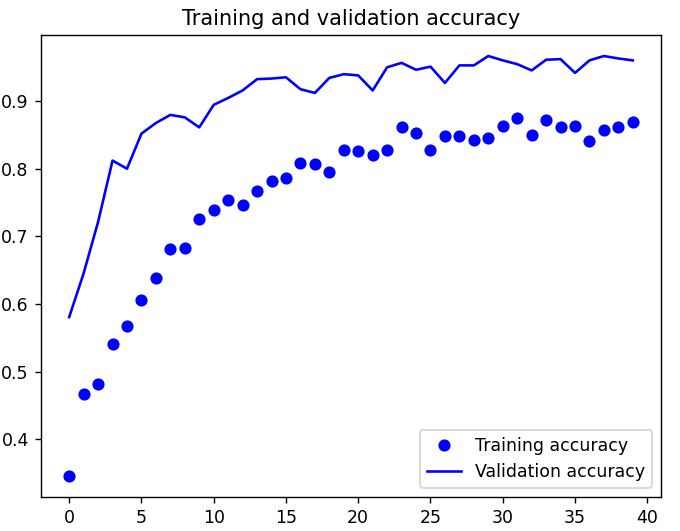 Training and validation accuracy
0.9
0.8
0.7
0.6
0.5
0.4
Training accuracy
Validation accuracy
0 5 10 15 20 25 30 35 40